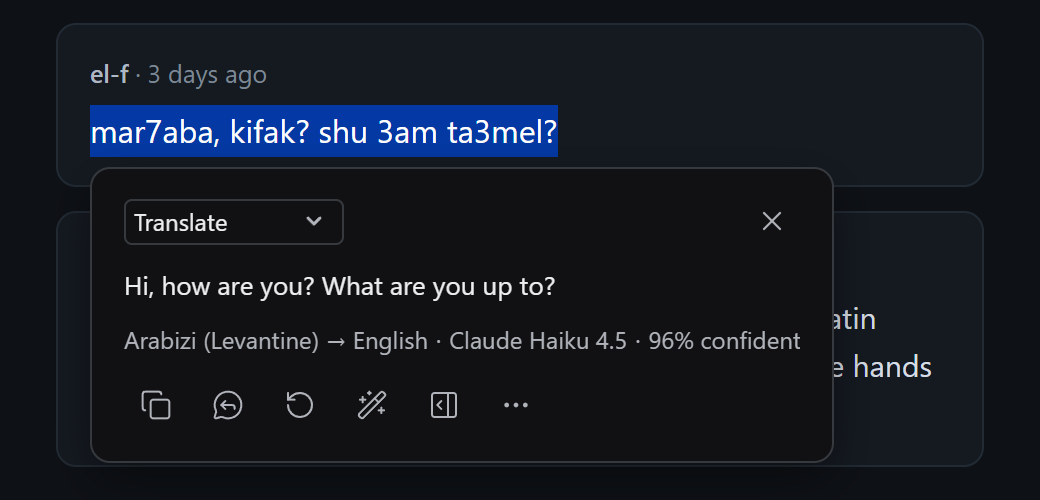 el-f · 3 days ago
mar7aba, kifak? shu 3am ta3mel?
Translate
Hi, how are you? What are you up to?
Arabizi (Levantine) → English · Claude Haiku 4.5 · 96% confident
hands